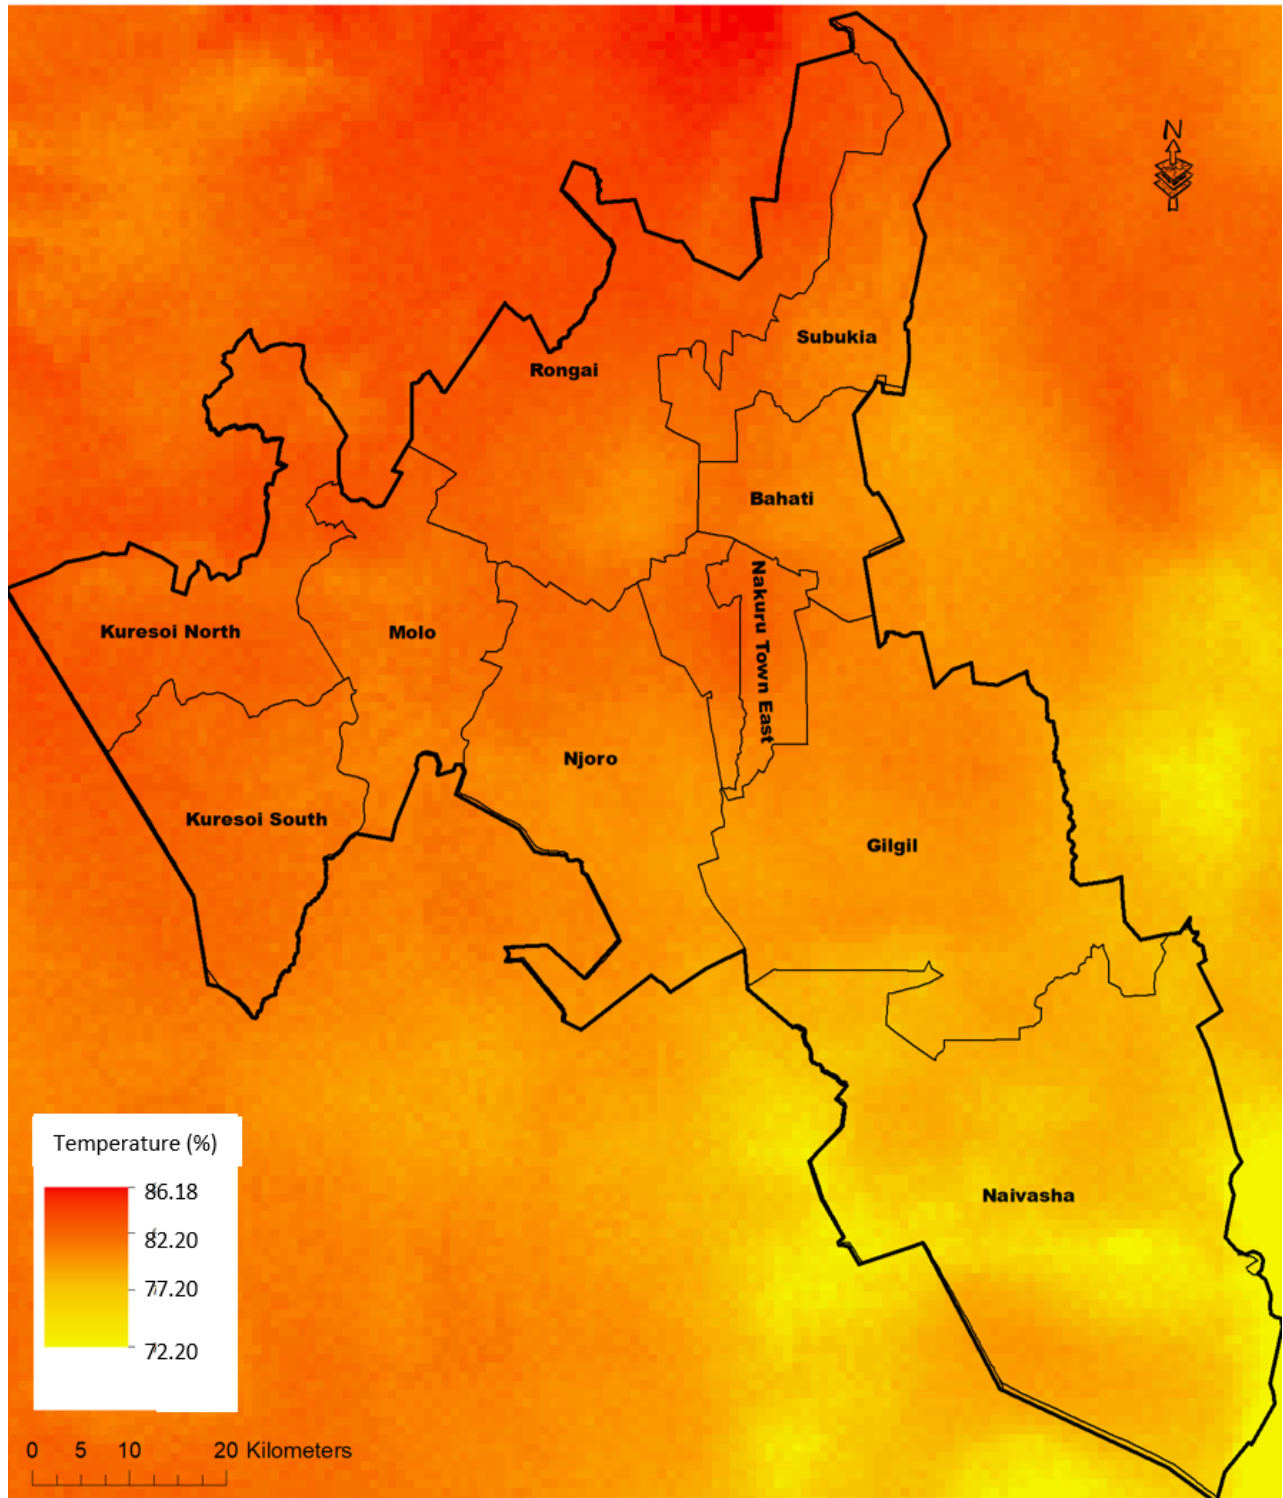 N
Subukia
Rongai
Bahati
Nakuru Town East
Kuresoi North
Molo
Njoro
Kuresoi South
Gilgil
Naivasha
Temperature (%)
86.18
82.20
77.20
72.20
0 5 10 20 Kilometers